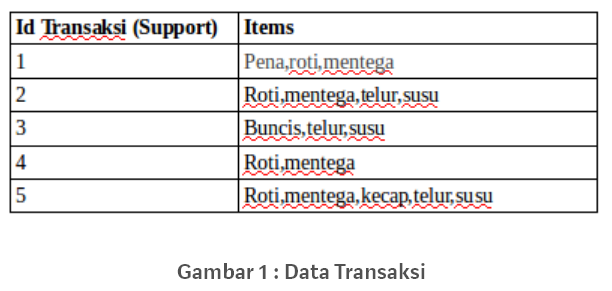 Id Transaksi (Support) Items
1 Pena,roti,mentega
2 Roti,mentega,telur,susu
3 Buncis,telur,susu
4 Roti,mentega
5 Roti,mentega,kecap,telur,susu
Gambar 1 : Data Transaksi